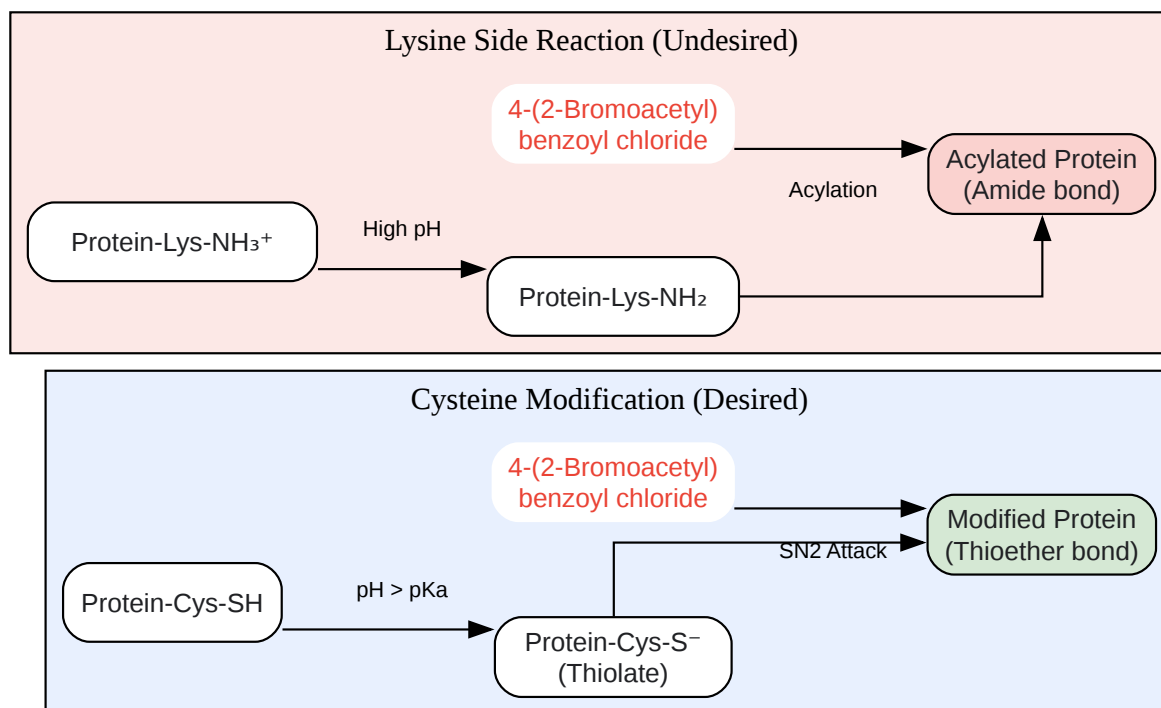 Lysine Side Reaction (Undesired)
4-(2-Bromoacetyl)
benzoyl chloride
Acylated Protein
(Amide bond)
Acylation
Protein-Lys-NH₃⁺
High pH
Protein-Lys-NH₂
Cysteine Modification (Desired)
4-(2-Bromoacetyl)
benzoyl chloride
Modified Protein
(Thioether bond)
SN2 Attack
Protein-Cys-SH
pH > pKa
Protein-Cys-S⁻
(Thiolate)